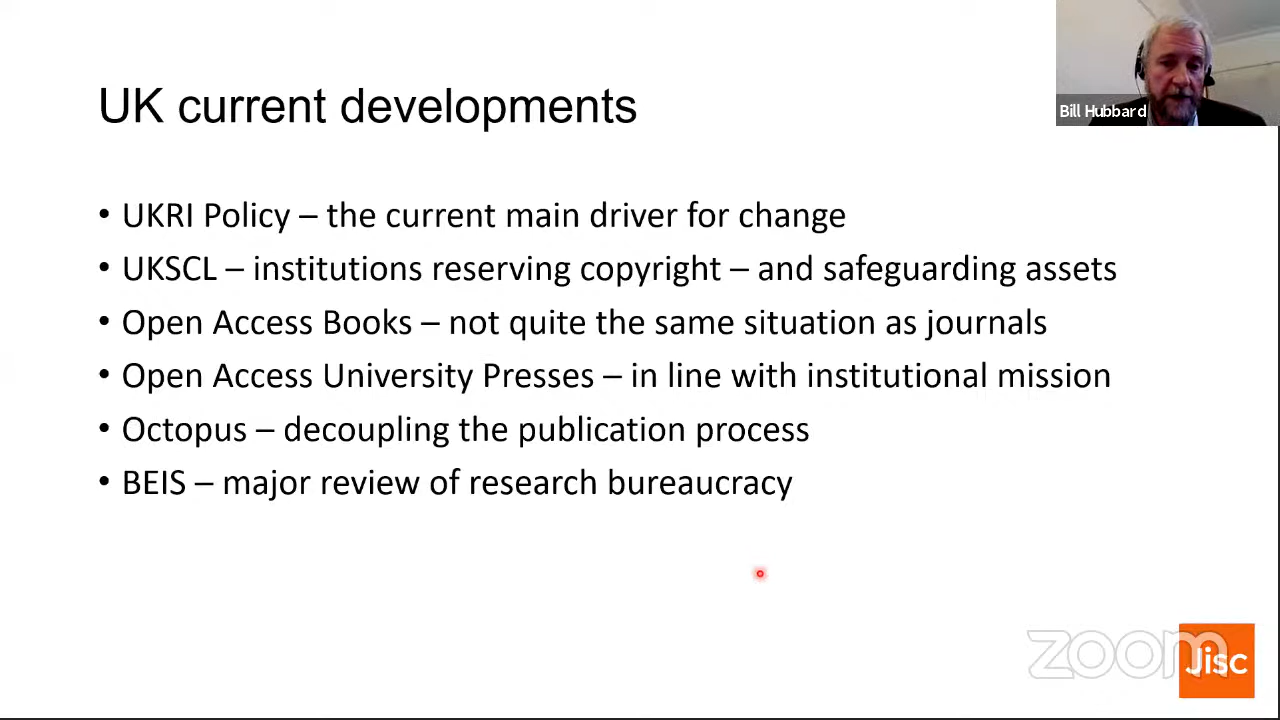 UK current developments
Bill Hubbard
• UKRI Policy – the current main driver for change
• UKSCL – institutions reserving copyright – and safeguarding assets
• Open Access Books – not quite the same situation as journals
• Open Access University Presses – in line with institutional mission
• Octopus – decoupling the publication process
• BEIS – major review of research bureaucracy
zoom
Jisc